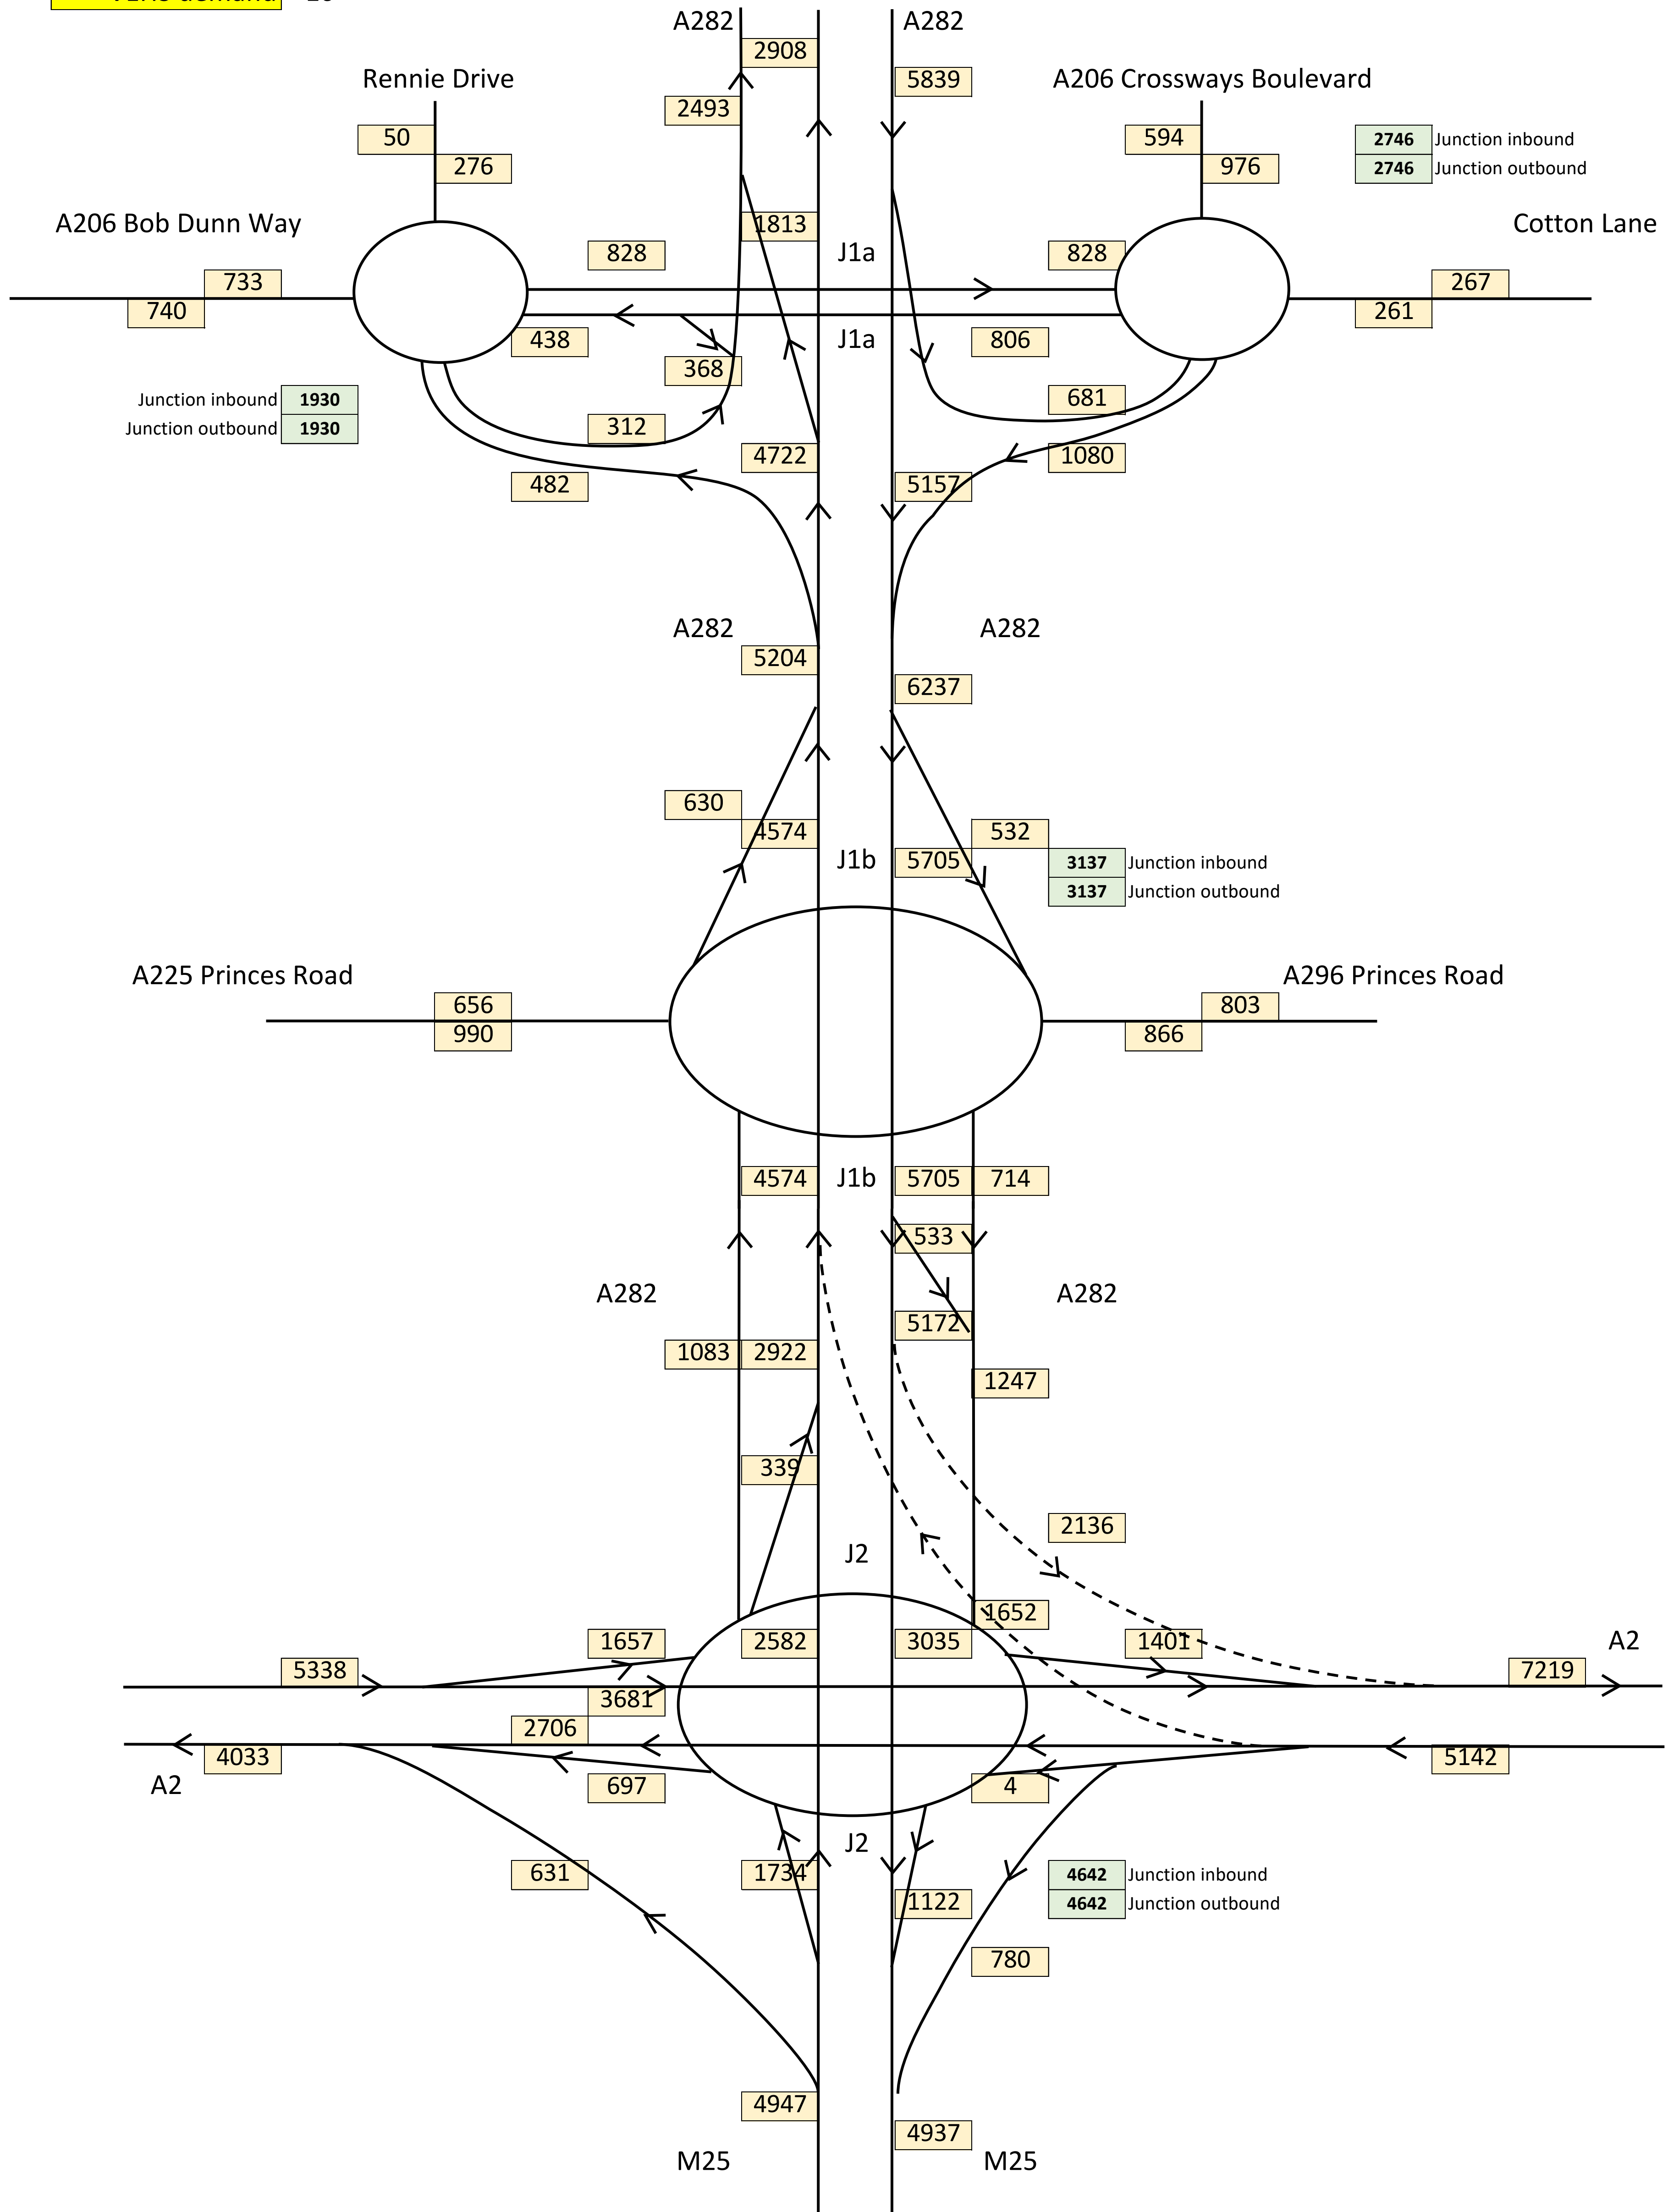 A282
A282
2908
5839
Rennie Drive
A206 Crossways Boulevard
2493
50
594
2746 Junction inbound
276
976
2746 Junction outbound
A206 Bob Dunn Way
1813
Cotton Lane
828
J1a
828
733
267
740
261
438
J1a
806
368
Junction inbound 1930
681
312
Junction outbound 1930
4722
1080
482
5157
A282
A282
5204
6237
630
532
4574
J1b
5705
3137 Junction inbound
3137 Junction outbound
A225 Princes Road
A296 Princes Road
656
803
990
866
4574
J1b
5705
714
533
A282
A282
5172
1083
2922
1247
339
2136
J2
1652
1657
2582
3035
1401
A2
5338
7219
3681
2706
4033
5142
A2
697
4
J2
631
1734
4642 Junction inbound
1122
4642 Junction outbound
780
4947
4937
M25
M25